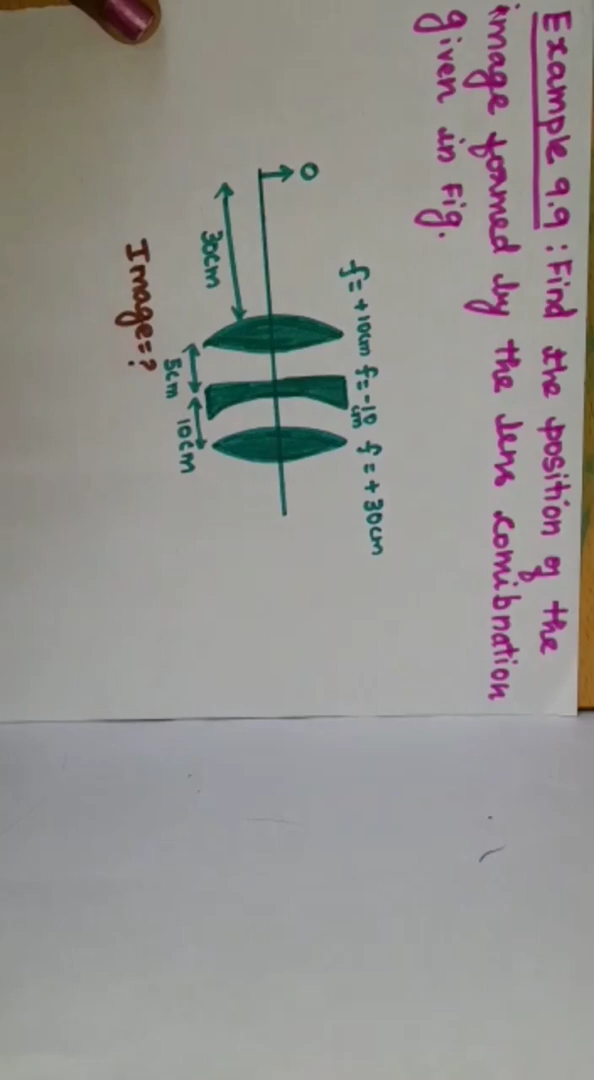 Example 9.9 : Find the position of the
image formed by the lens comibnation
given in Fig.
f = + 10cm f = -10 cm f = + 30cm
O
30cm
5cm 10cm
Image = ?